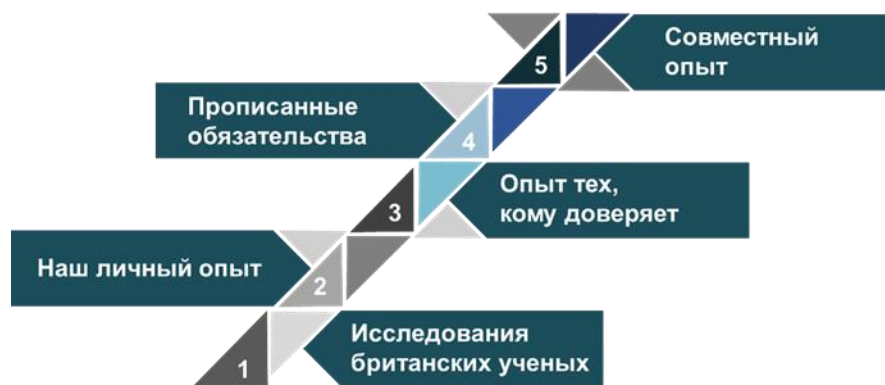 5
Совместный
опыт
Прописанные
обязательства
4
3
Опыт тех,
кому доверяет
Наш личный опыт
2
1
Исследования
британских ученых